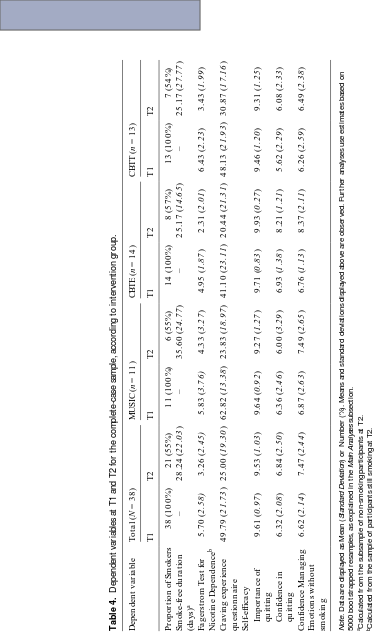 Table 4. Dependent variables at T1 and T2 for the complete-case sample, according to intervention group.
Total (N = 38) MUSIC (n = 11) CBIE (n = 14) CBIT (n = 13)
Dependent variable T1 T2 T1 T2 T1 T2 T1 T2
Proportion of Smokers 38 (100%) 21 (55%) 11 (100%) 6 (55%) 14 (100%) 8 (57%) 13 (100%) 7 (54%)
Smoke-free duration – 28.24 (22.03) – 35.60 (24.77) – 25.17 (14.65) – 25.17 (27.77)
(days)a
Fagerstrom Test for 5.70 (2.58) 3.26 (2.45) 5.83 (3.76) 4.33 (3.27) 4.95 (1.87) 2.31 (2.01) 6.43 (2.23) 3.43 (1.99)
Nicotine Dependenceb
Craving experience 49.79 (21.73) 25.00 (19.30) 62.82 (13.38) 23.83 (18.97) 41.10 (23.11) 20.44 (21.31) 48.13 (21.93) 30.87 (17.16)
questionnaire
Self-efficacy
Importance of 9.61 (0.97) 9.53 (1.03) 9.64 (0.92) 9.27 (1.27) 9.71 (0.83) 9.93 (0.27) 9.46 (1.20) 9.31 (1.25)
quitting
Confidence in 6.32 (2.08) 6.84 (2.50) 6.36 (2.46) 6.00 (3.29) 6.93 (1.38) 8.21 (1.21) 5.62 (2.29) 6.08 (2.33)
quitting
Confidence Managing 6.62 (2.14) 7.47 (2.44) 6.87 (2.63) 7.49 (2.65) 6.76 (1.13) 8.37 (2.11) 6.26 (2.59) 6.49 (2.38)
Emotions without
smoking
Note. Data are displayed as Mean (Standard Deviation) or Number (%). Means and standard deviations displayed above are observed. Further analyses use estimates based on
5000 bootstrapped resamples, as explained in the Main Analyses subsection.
aCalculated from the subsample of non-smoking participants at T2.
bCalculated from the sample of participants still smoking at T2.